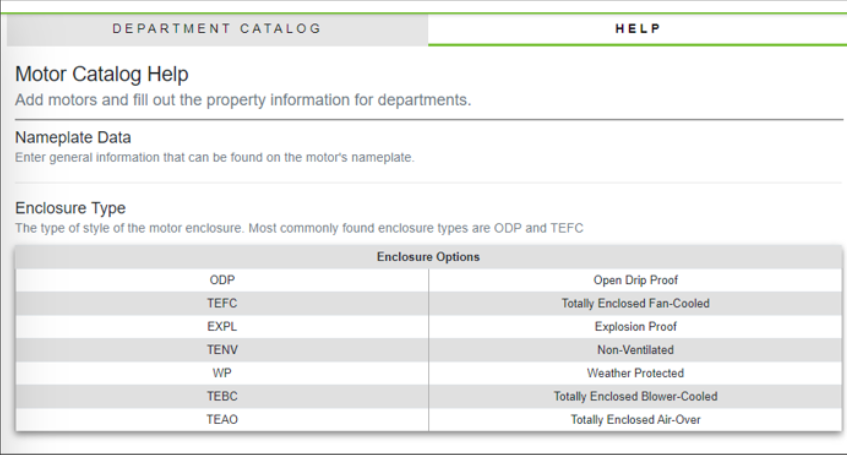 DEPARTMENT CATALOG HELP
Motor Catalog Help
Add motors and fill out the property information for departments.
Nameplate Data
Enter general information that can be found on the motor's nameplate.
Enclosure Type
The type of style of the motor enclosure. Most commonly found enclosure types are ODP and TEFC
Enclosure Options
ODP Open Drip Proof
TEFC Totally Enclosed Fan-Cooled
EXPL Explosion Proof
TENV Non-Ventilated
WP Weather Protected
TEBC Totally Enclosed Blower-Cooled
TEAO Totally Enclosed Air-Over